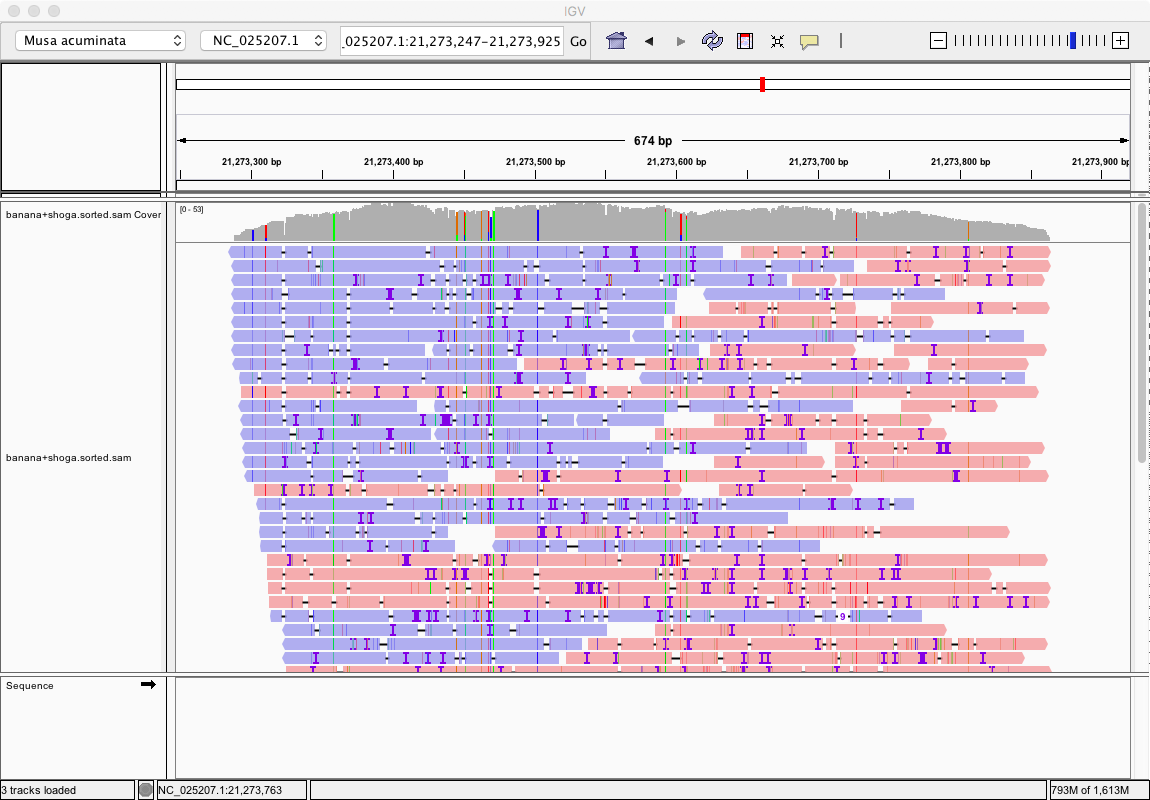 IGV
Musa acuminata NC_025207.1 .025207.1:21,273,247-21,273,925 Go
674 bp
21,273,300 bp 21,273,400 bp 21,273,500 bp 21,273,600 bp 21,273,700 bp 21,273,800 bp 21,273,900 bp
banana+shoga.sorted.sam Cover [0 - 53]
banana+shoga.sorted.sam
9
Sequence
3 tracks loaded NC_025207.1:21,273,763 793M of 1,613M